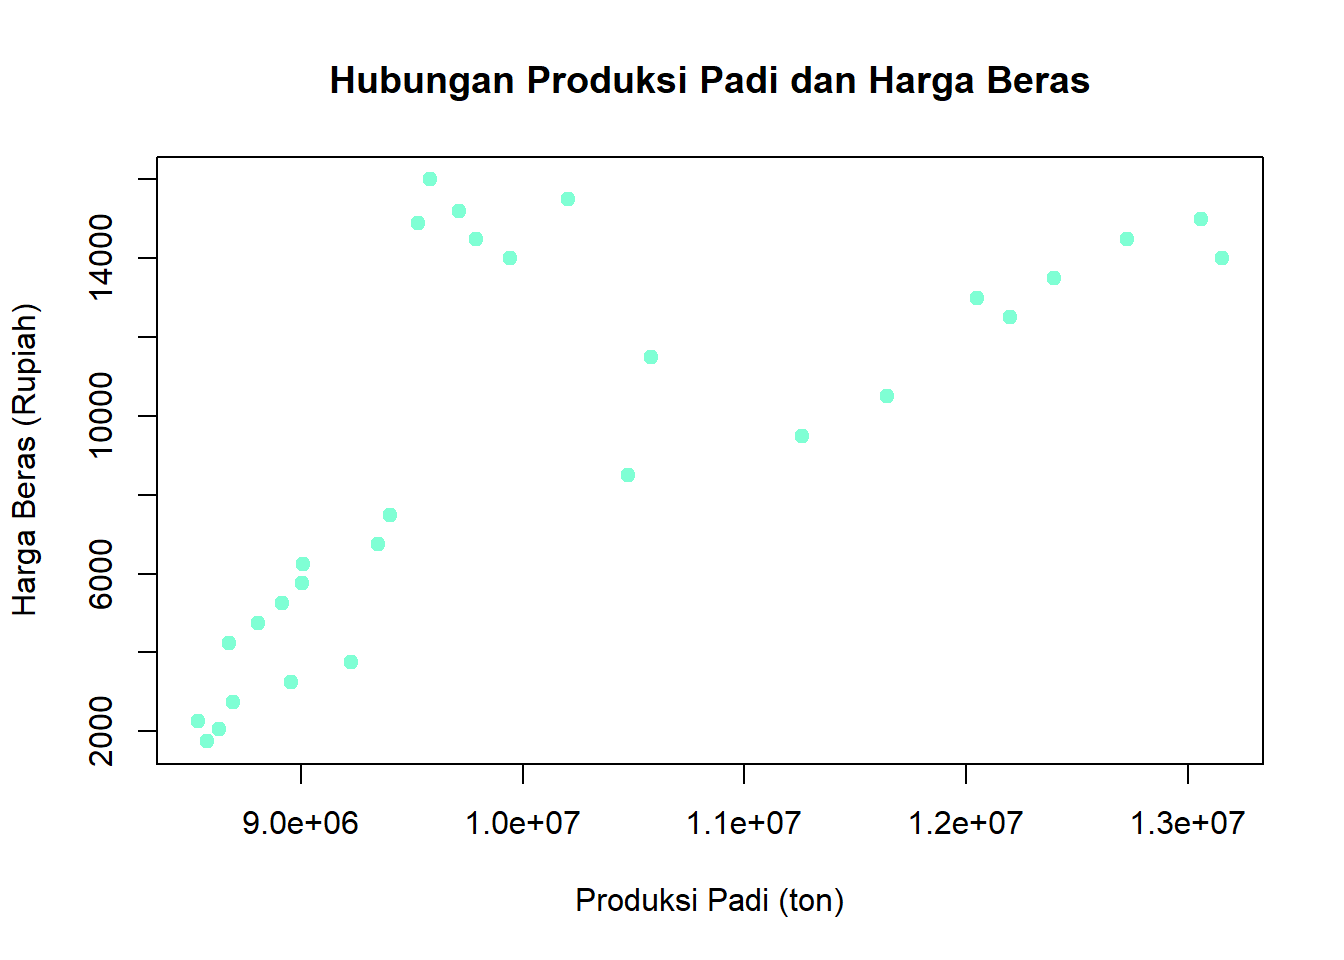 Hubungan Produksi Padi dan Harga Beras
Harga Beras (Rupiah)
14000
10000
6000
2000
9.0e+06 1.0e+07 1.1e+07 1.2e+07 1.3e+07
Produksi Padi (ton)